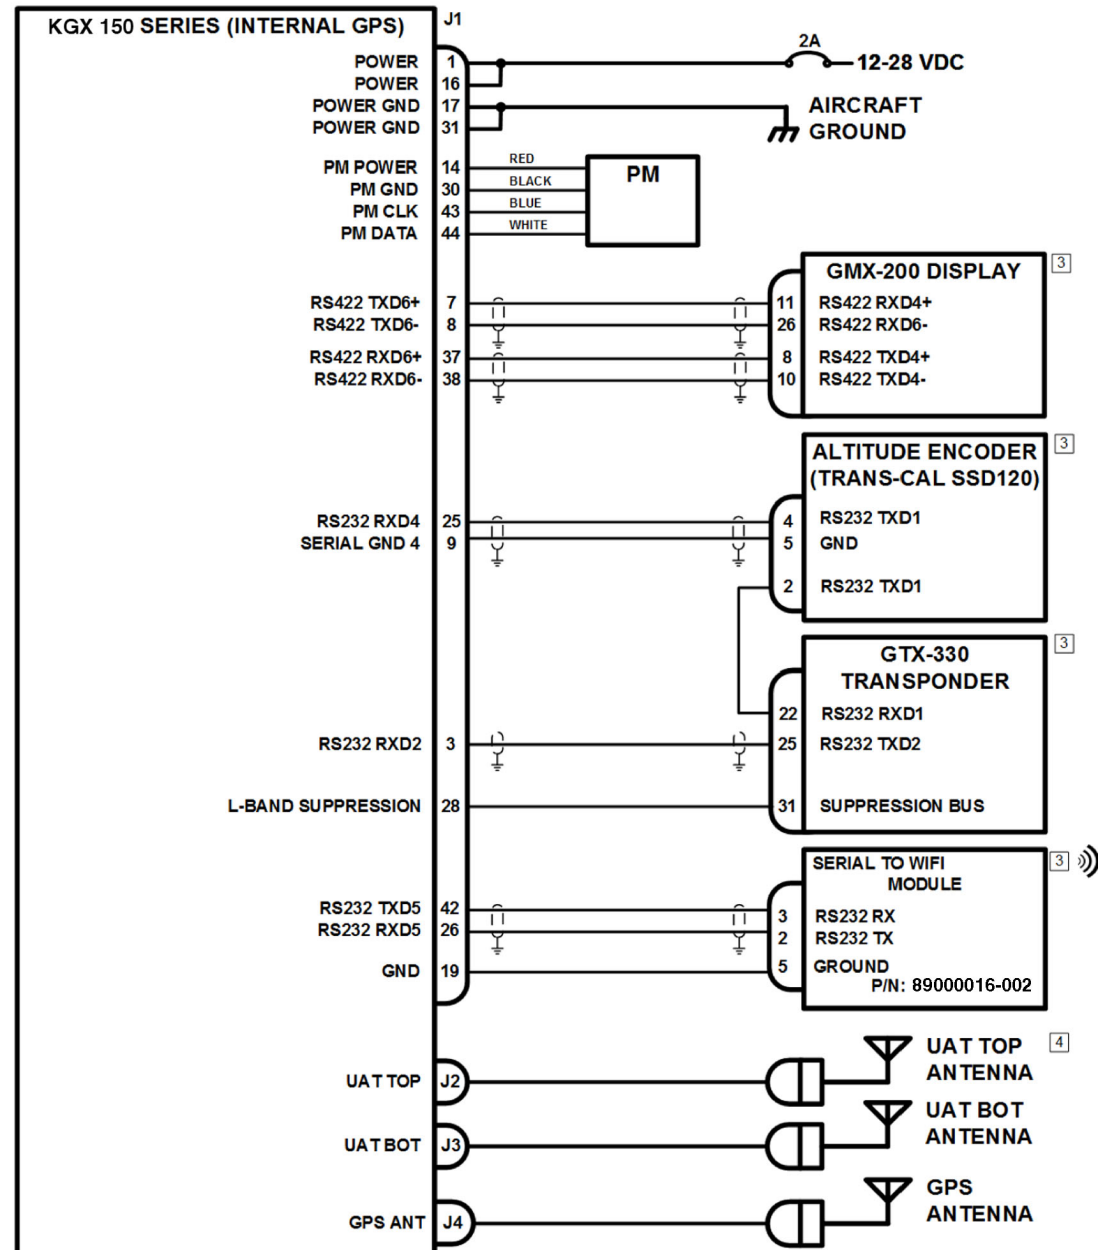 KGX 150 SERIES (INTERNAL GPS) J1
POWER 1 2A 12-28 VDC
POWER 16
POWER GND 17 AIRCRAFT
POWER GND 31 GROUND
PM POWER 14 RED PM
PM GND 30 BLACK
PM CLK 43 BLUE
PM DATA 44 WHITE
GMX-200 DISPLAY 3
RS422 TXD6+ 7 11 RS422 RXD4+
RS422 TXD6- 8 26 RS422 RXD6-
RS422 RXD6+ 37 8 RS422 TXD4+
RS422 RXD6- 38 10 RS422 TXD4-
ALTITUDE ENCODER 3
(TRANS-CAL SSD120)
RS232 RXD4 25 4 RS232 TXD1
SERIAL GND 4 9 5 GND
2 RS232 TXD1
GTX-330 3
TRANSPONDER
22 RS232 RXD1
RS232 RXD2 3 25 RS232 TXD2
L-BAND SUPPRESSION 28 31 SUPPRESSION BUS
SERIAL TO WIFI 3
MODULE
RS232 TXD5 42 3 RS232 RX
RS232 RXD5 26 2 RS232 TX
GND 19 5 GROUND
P/N: 89000016-002
UAT TOP 4
ANTENNA
UAT TOP J2
UAT BOT
ANTENNA
UAT BOT J3
GPS
ANTENNA
GPS ANT J4